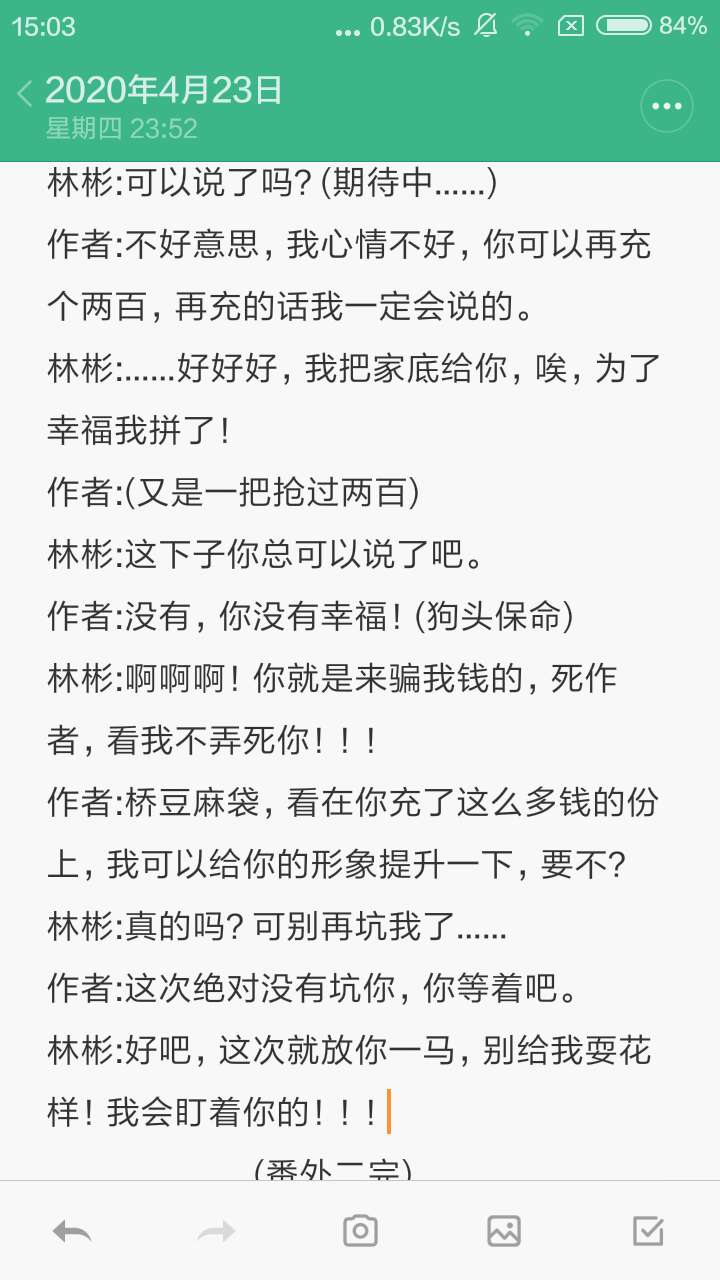 15:03
... 0.83K/s 84%
2020年4月23日
星期四 23:52
林彬:可以说了吗?(期待中......)
作者:不好意思,我心情不好,你可以再充
个两百,再充的话我一定会说的。
林彬:......好好好,我把家底给你,唉,为了
幸福我拼了!
作者:(又是一把抢过两百)
林彬:这下子你总可以说了吧。
作者:没有,你没有幸福!(狗头保命)
林彬:啊啊啊!你就是来骗我钱的,死作
者,看我不弄死你!!!
作者:桥豆麻袋,看在你充了这么多钱的份
上,我可以给你的形象提升一下,要不?
林彬:真的吗?可别再坑我了......
作者:这次绝对没有坑你,你等着吧。
林彬:好吧,这次就放你一马,别给我耍花
样!我会盯着你的!!!
(番外二完)